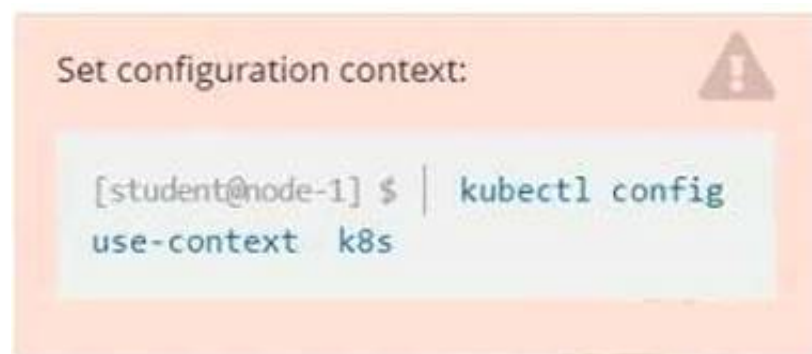 Set configuration context:
[student@node-1] $ | kubectl config
use-context k8s